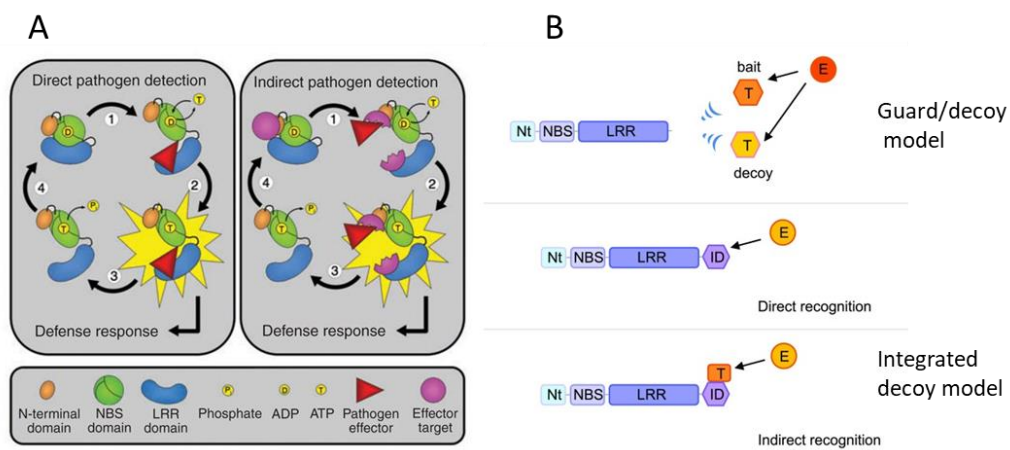 A
Direct pathogen detection
1
D
T
D
4
2
P
T
T
3
Defense response
Indirect pathogen detection
1
D
T
D
4
2
P
T
T
3
Defense response
P
D
T
N-terminal
domain
NBS
domain
LRR
domain
Phosphate
ADP
ATP
Pathogen
effector
Effector
target
B
bait
T
E
Nt
NBS
LRR
T
decoy
Guard/decoy
model
E
Nt
NBS
LRR
ID
Direct recognition
E
T
Nt
NBS
LRR
ID
Integrated
decoy model
Indirect recognition